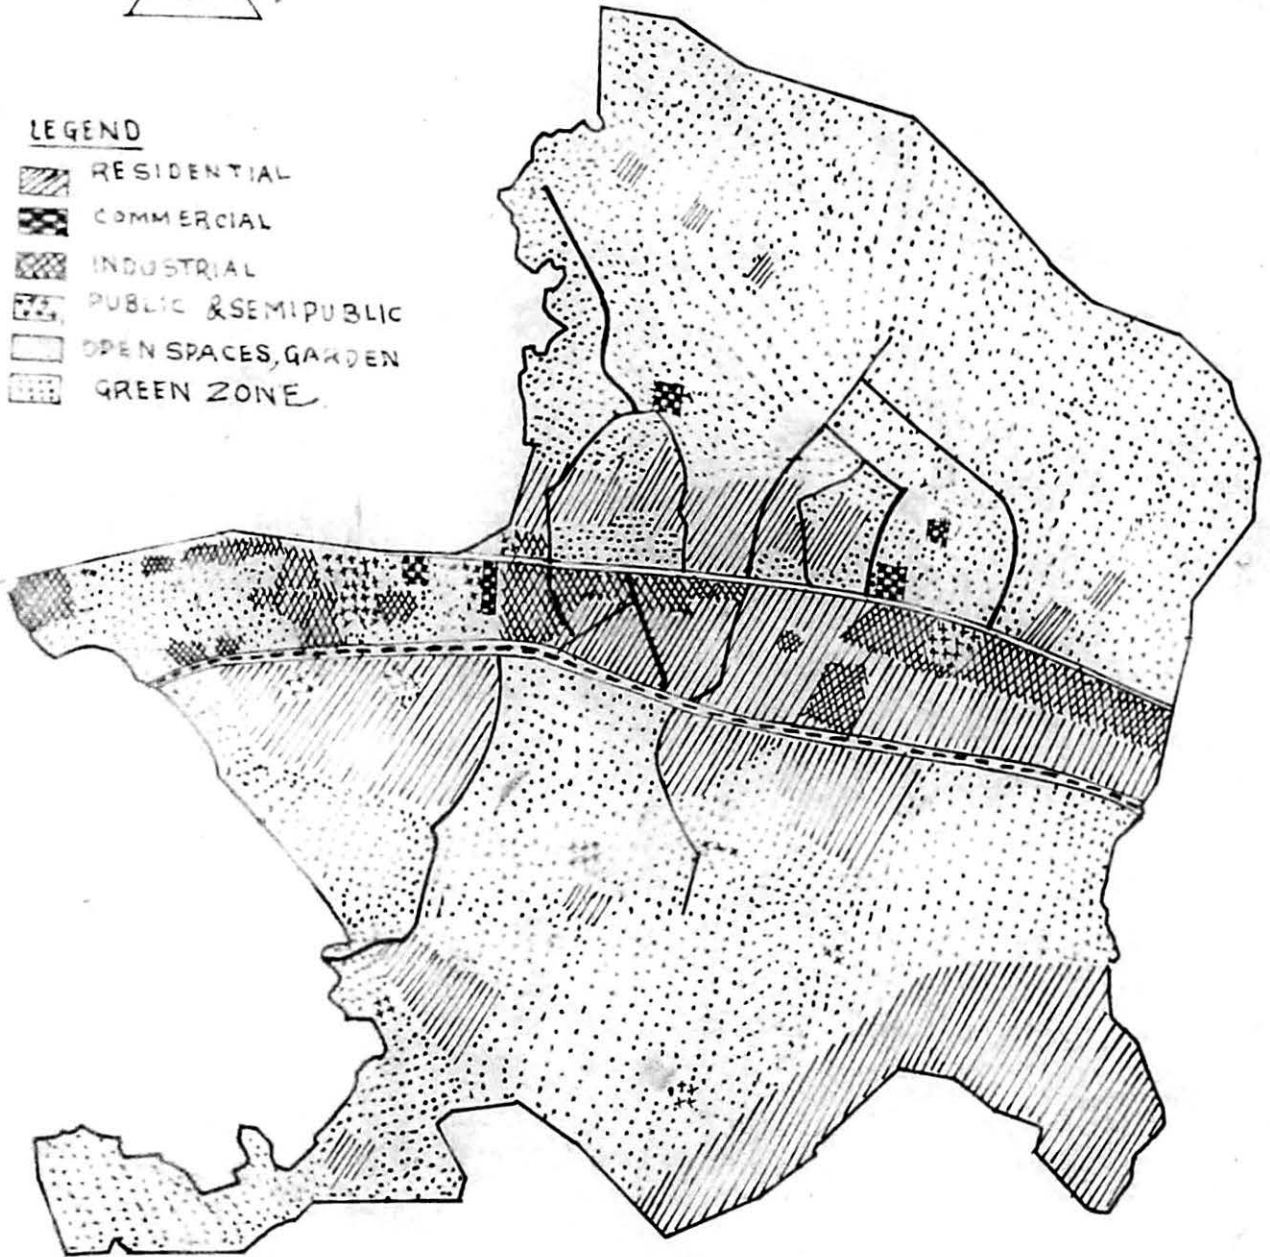 LEGEND
RESIDENTIAL
COMMERCIAL
INDUSTRIAL
PUBLIC & SEMIPUBLIC
OPEN SPACES, GARDEN
GREEN ZONE